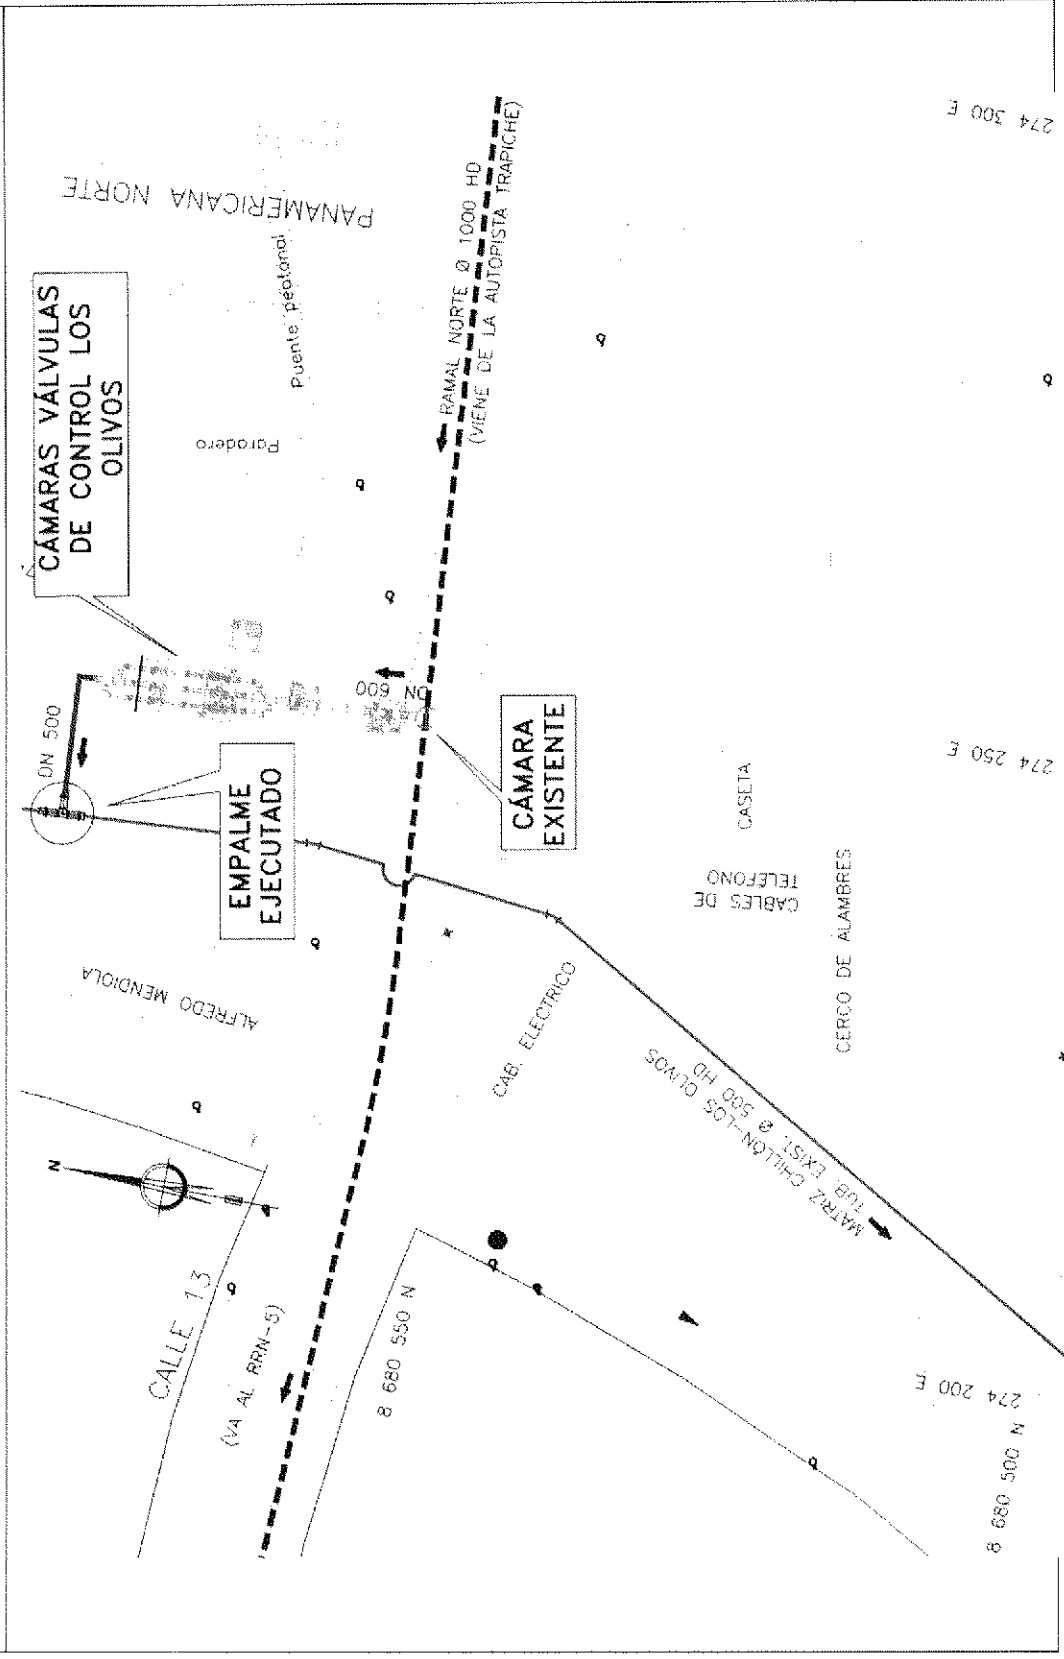 PANAMERICANA NORTE
CÁMARAS VÁLVULAS
DE CONTROL LOS
OLIVOS
Puente peatonal
Paradero
RAMAL NORTE Ø 1000 HD
(VIENE DE LA AUTOPISTA TRAPICHE)
274 300 E
DN 500
DN 600
EMPALME
EJECUTADO
CÁMARA
EXISTENTE
274 250 E
CASETA
CABLES DE
TELEFONO
CERCO DE ALAMBRES
ALFREDO MENDIOLA
CAB. ELECTRICO
MATRIZ CHILLÓN-LOS OLIVOS
TUB. EXIST. Ø 500 HD
N
CALLE 13
(VA AL RRN-5)
8 680 550 N
274 200 E
8 680 500 N